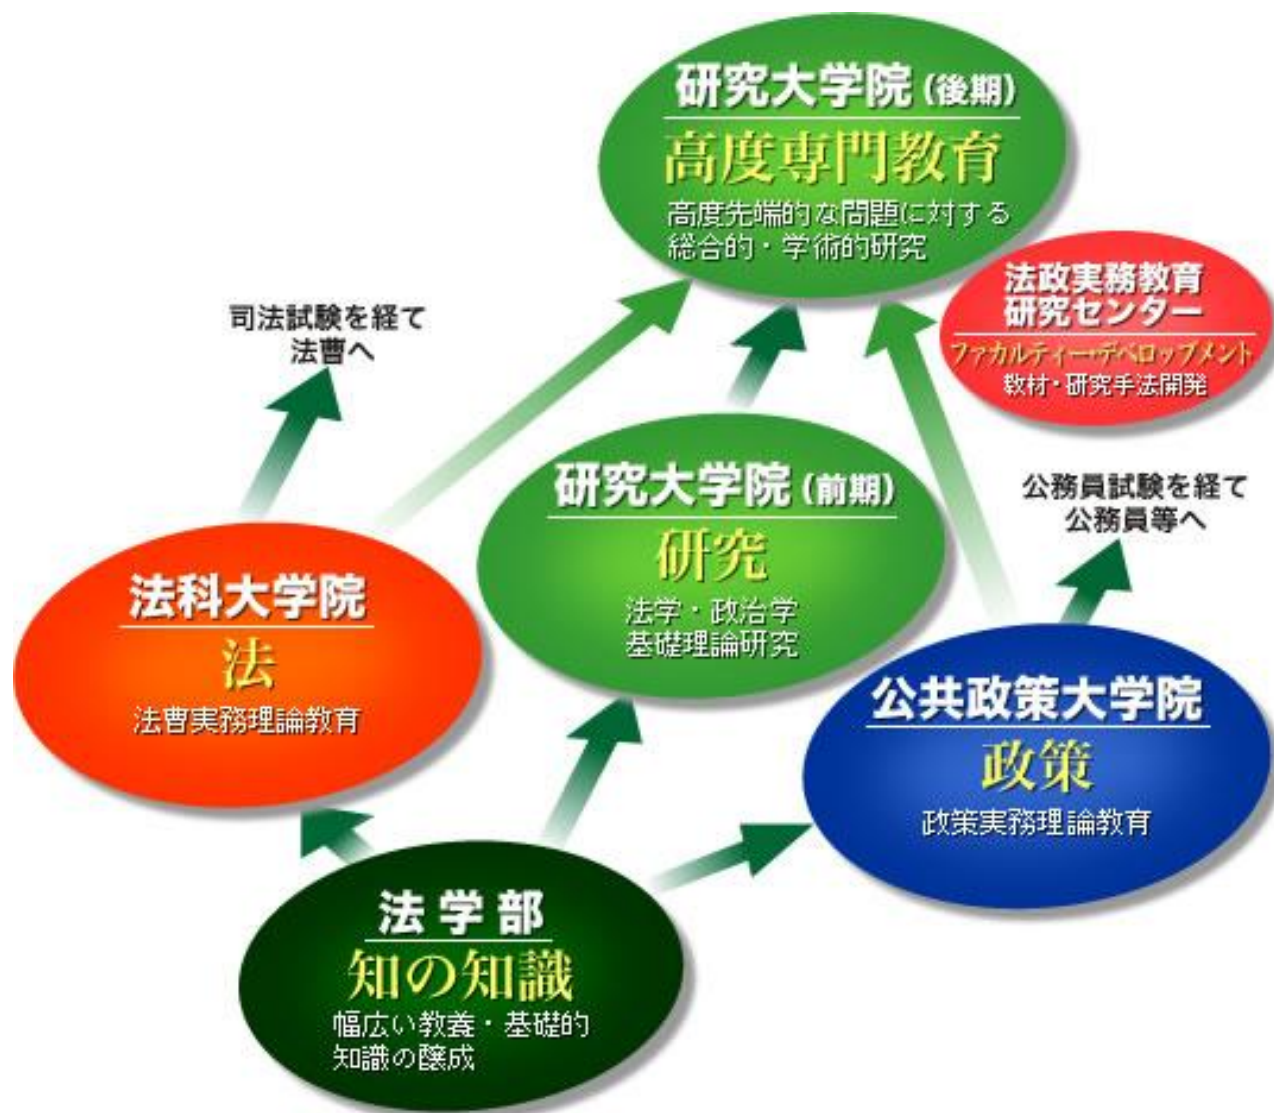 研究大学院(後期)
高度専門教育
高度先端的な問題に対する
総合的・学術的研究
法政実務教育
研究センター
ファカルティー・デベロップメント
教材・研究手法開発
司法試験を経て
法曹へ
研究大学院(前期)
研究
法学・政治学
基礎理論研究
公務員試験を経て
公務員等へ
法科大学院
法
法曹実務理論教育
公共政策大学院
政策
政策実務理論教育
法学部
知の知識
幅広い教養・基礎的
知識の醸成